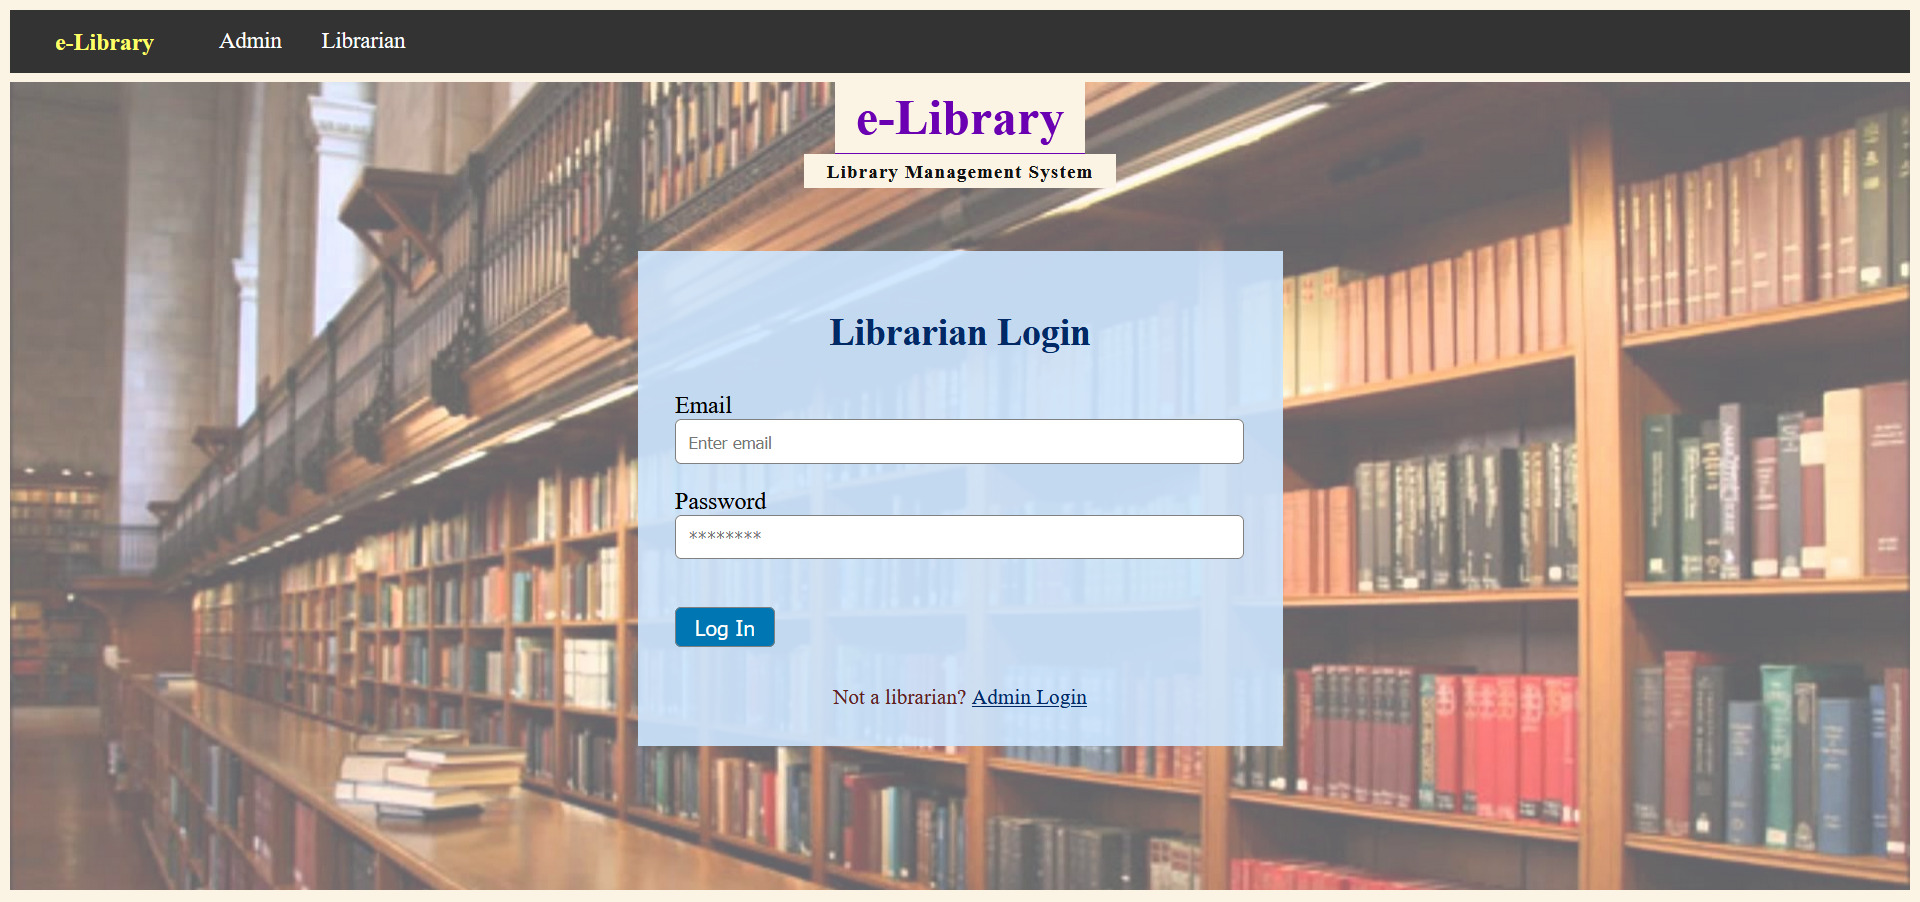 e-Library Admin Librarian
e-Library
Library Management System
Librarian Login
Email
Enter email
Password
********
Log In
Not a librarian? Admin Login